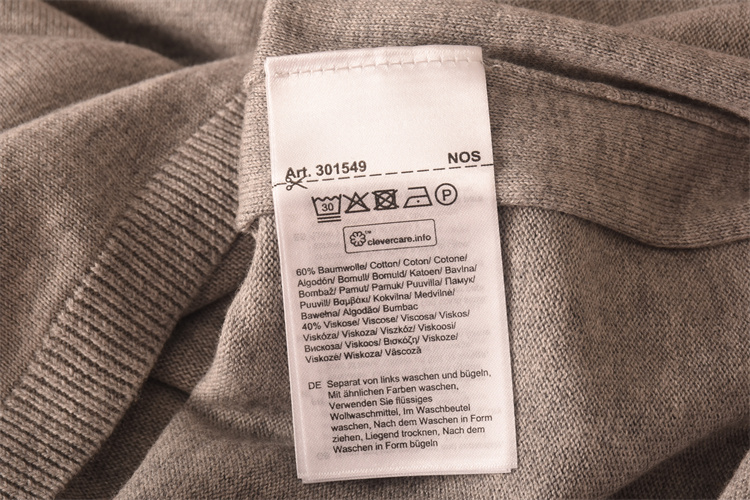 Art. 301549 NOS
30 P
clevercare.info
60% Baumwolle/ Cotton/ Coton/ Cotone/
Algodón/ Bomull/ Bomuld/ Katoen/ Bavlna/
Bombaž/ Pamut/ Pamuk/ Puuvilla/ Памук/
Puuvill/ Βαμβάκι/ Kokvilna/ Medvilnė/
Bawełna/ Algodão/ Bumbac
40% Viskose/ Viscose/ Viscosa/ Viskos/
Viskóza/ Viskoza/ Viszkóz/ Viskoosi/
Вискоза/ Viskoos/ Βισκόζη/ Viskoze/
Viskozė/ Wiskoza/ Vâscoză
DE Separat von links waschen und bügeln,
Mit ähnlichen Farben waschen,
Verwenden Sie flüssiges
Wollwaschmittel, Im Waschbeutel
waschen, Nach dem Waschen in Form
ziehen, Liegend trocknen, Nach dem
Waschen in Form bügeln